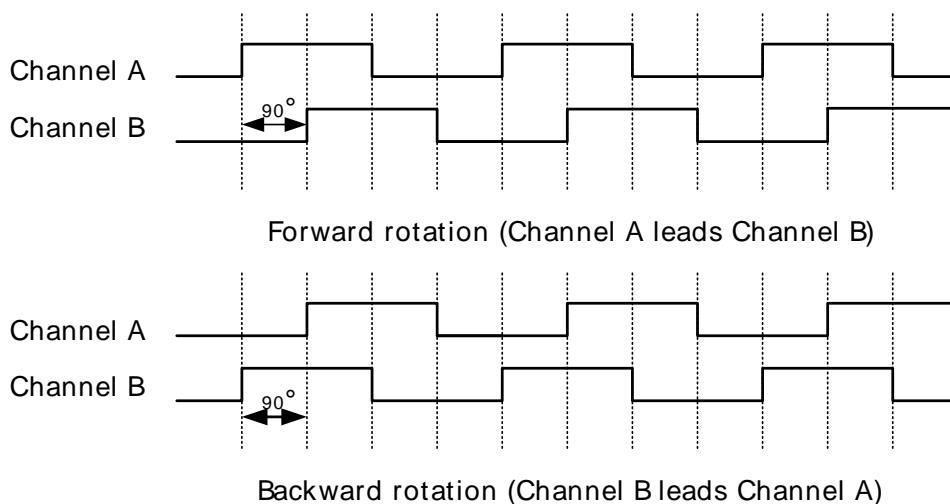 Channel A
Channel B
90°
Forward rotation (Channel A leads Channel B)
Channel A
Channel B
90°
Backward rotation (Channel B leads Channel A)